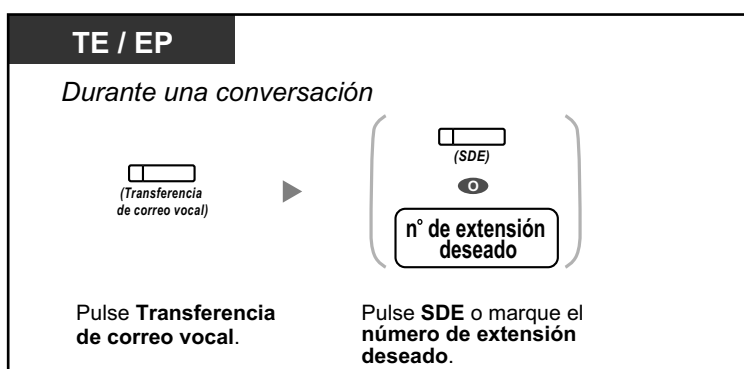 TE / EP
Durante una conversación
(Transferencia
de correo vocal)
(SDE)
O
n° de extensión
deseado
Pulse Transferencia
de correo vocal.
Pulse SDE o marque el
número de extensión
deseado.